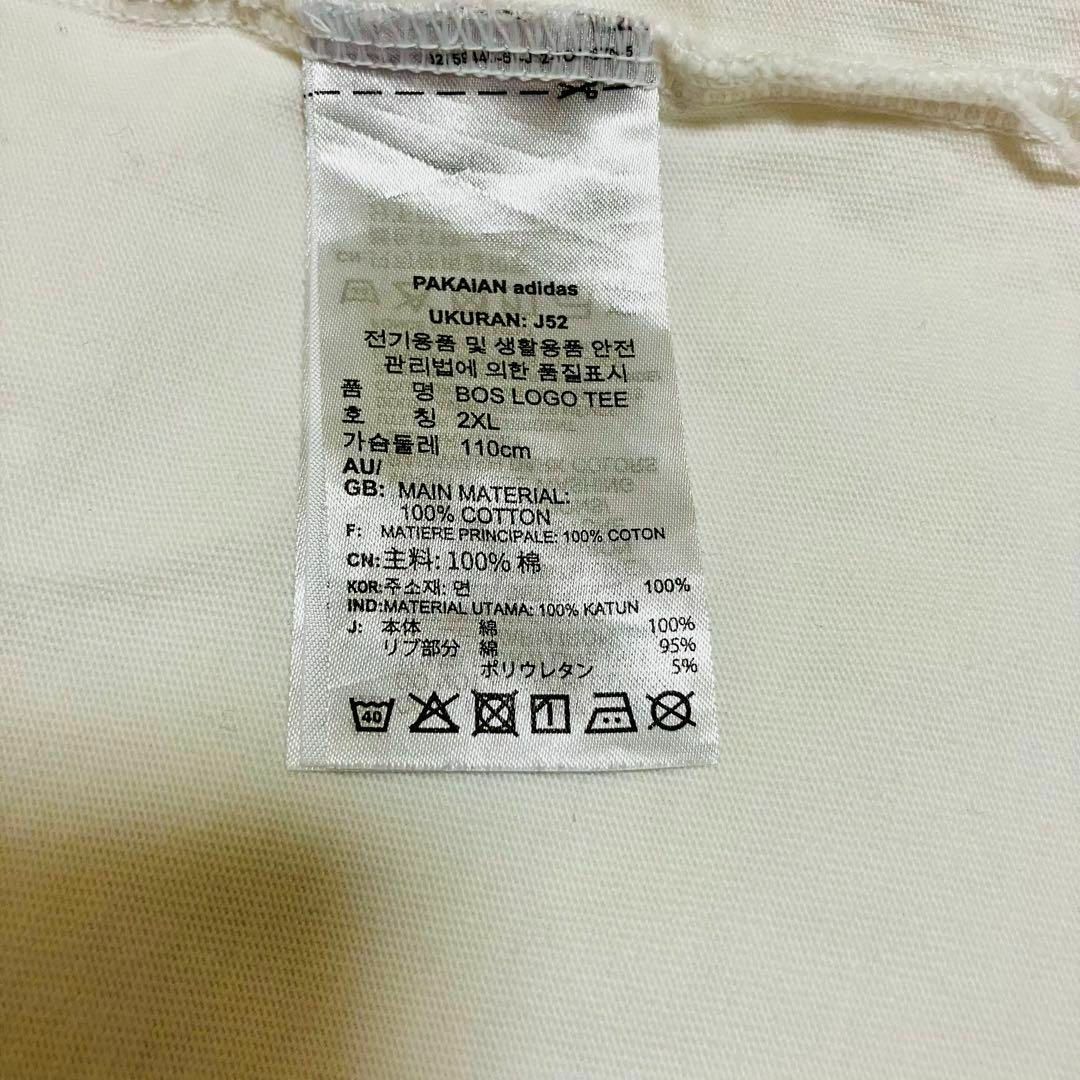 PAKAIAN adidas
UKURAN: J52
전기용품 및 생활용품 안전
관리법에 의한 품질표시
품 명 BOS LOGO TEE
호 칭 2XL
가슴둘레 110cm
AU/
GB: MAIN MATERIAL:
100% COTTON
F: MATIERE PRINCIPALE: 100% COTON
CN:主料: 100% 棉
KOR:주소재: 면 100%
IND:MATERIAL UTAMA: 100% KATUN
J: 本体 綿 100%
リブ部分 綿 95%
ポリウレタン 5%
40